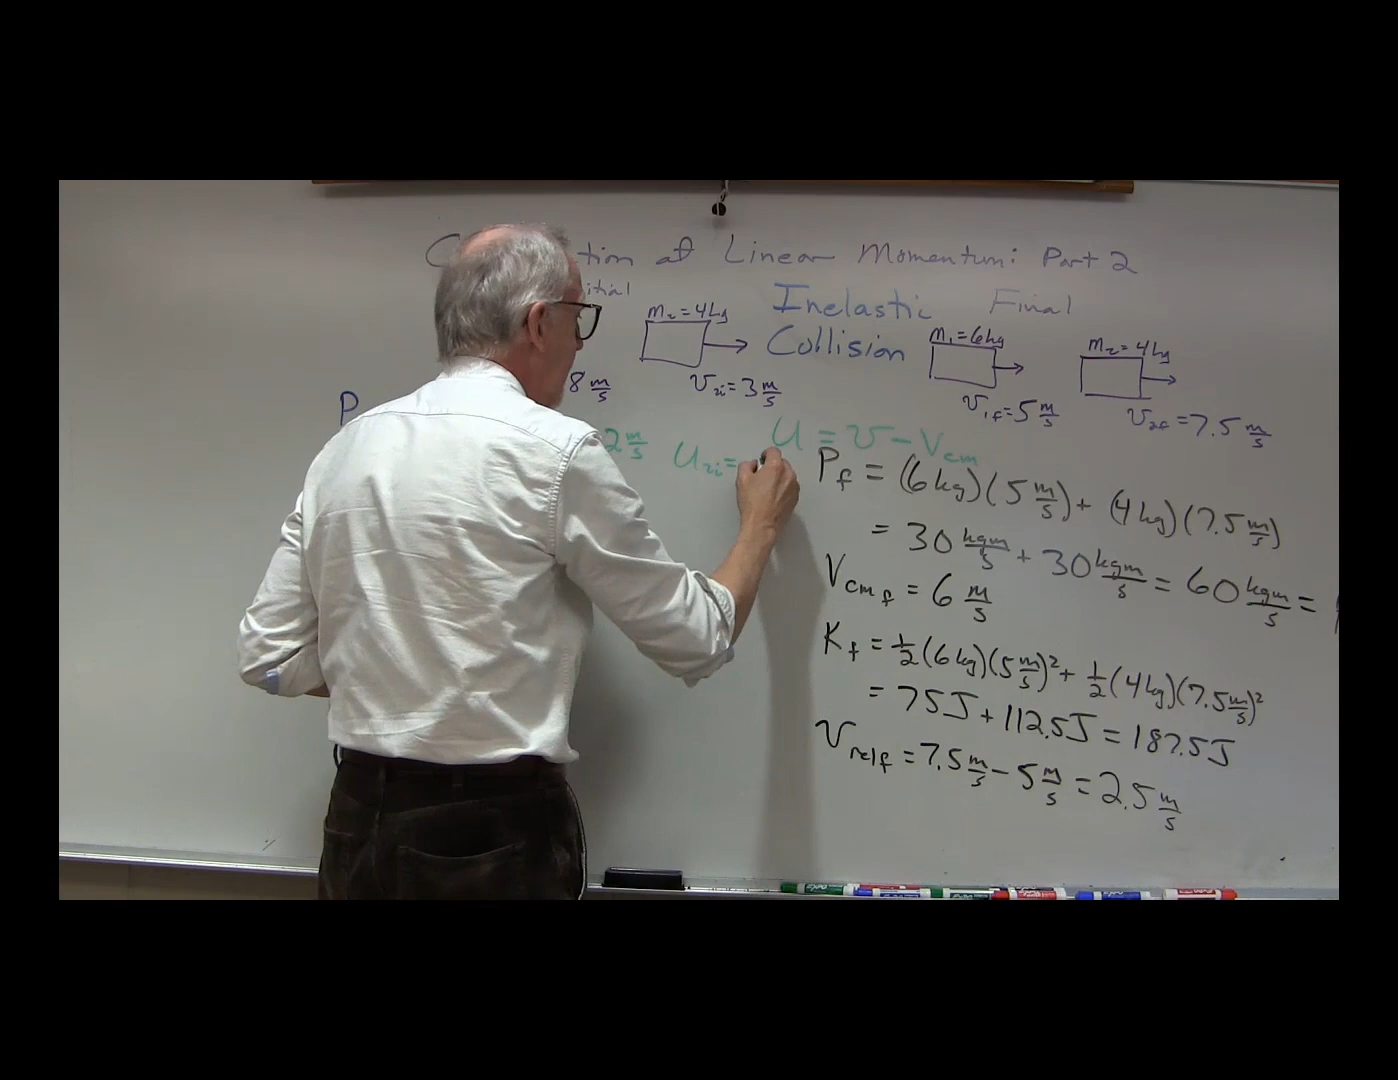 tion of Linear Momentum: Part 2
itial Inelastic Final
Collision
m₂ = 4kg
m₁ = 6kg
m₂ = 4kg
8 m/s
v₂ᵢ = 3 m/s
v₁f = 5 m/s
v₂f = 7.5 m/s
P
2 m/s u₂ᵢ =
u = v - Vcm
Pf = (6kg)(5 m/s) + (4kg)(7.5 m/s)
= 30 kgm/s + 30 kgm/s = 60 kgm/s =
Vcmf = 6 m/s
Kf = 1/2(6kg)(5 m/s)² + 1/2(4kg)(7.5 m/s)²
= 75J + 112.5J = 187.5J
vrelf = 7.5 m/s - 5 m/s = 2.5 m/s